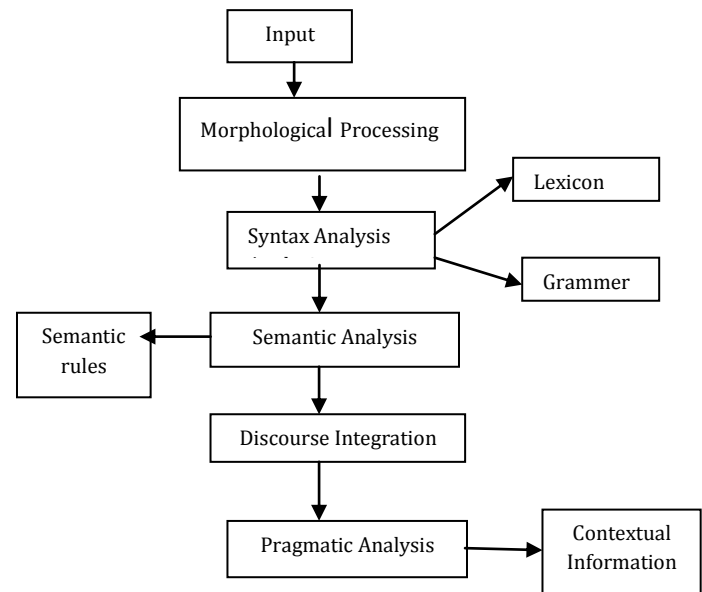 Input
Morphological Processing
Lexicon
Syntax Analysis
Grammer
Semantic
rules
Semantic Analysis
Discourse Integration
Pragmatic Analysis
Contextual
Information